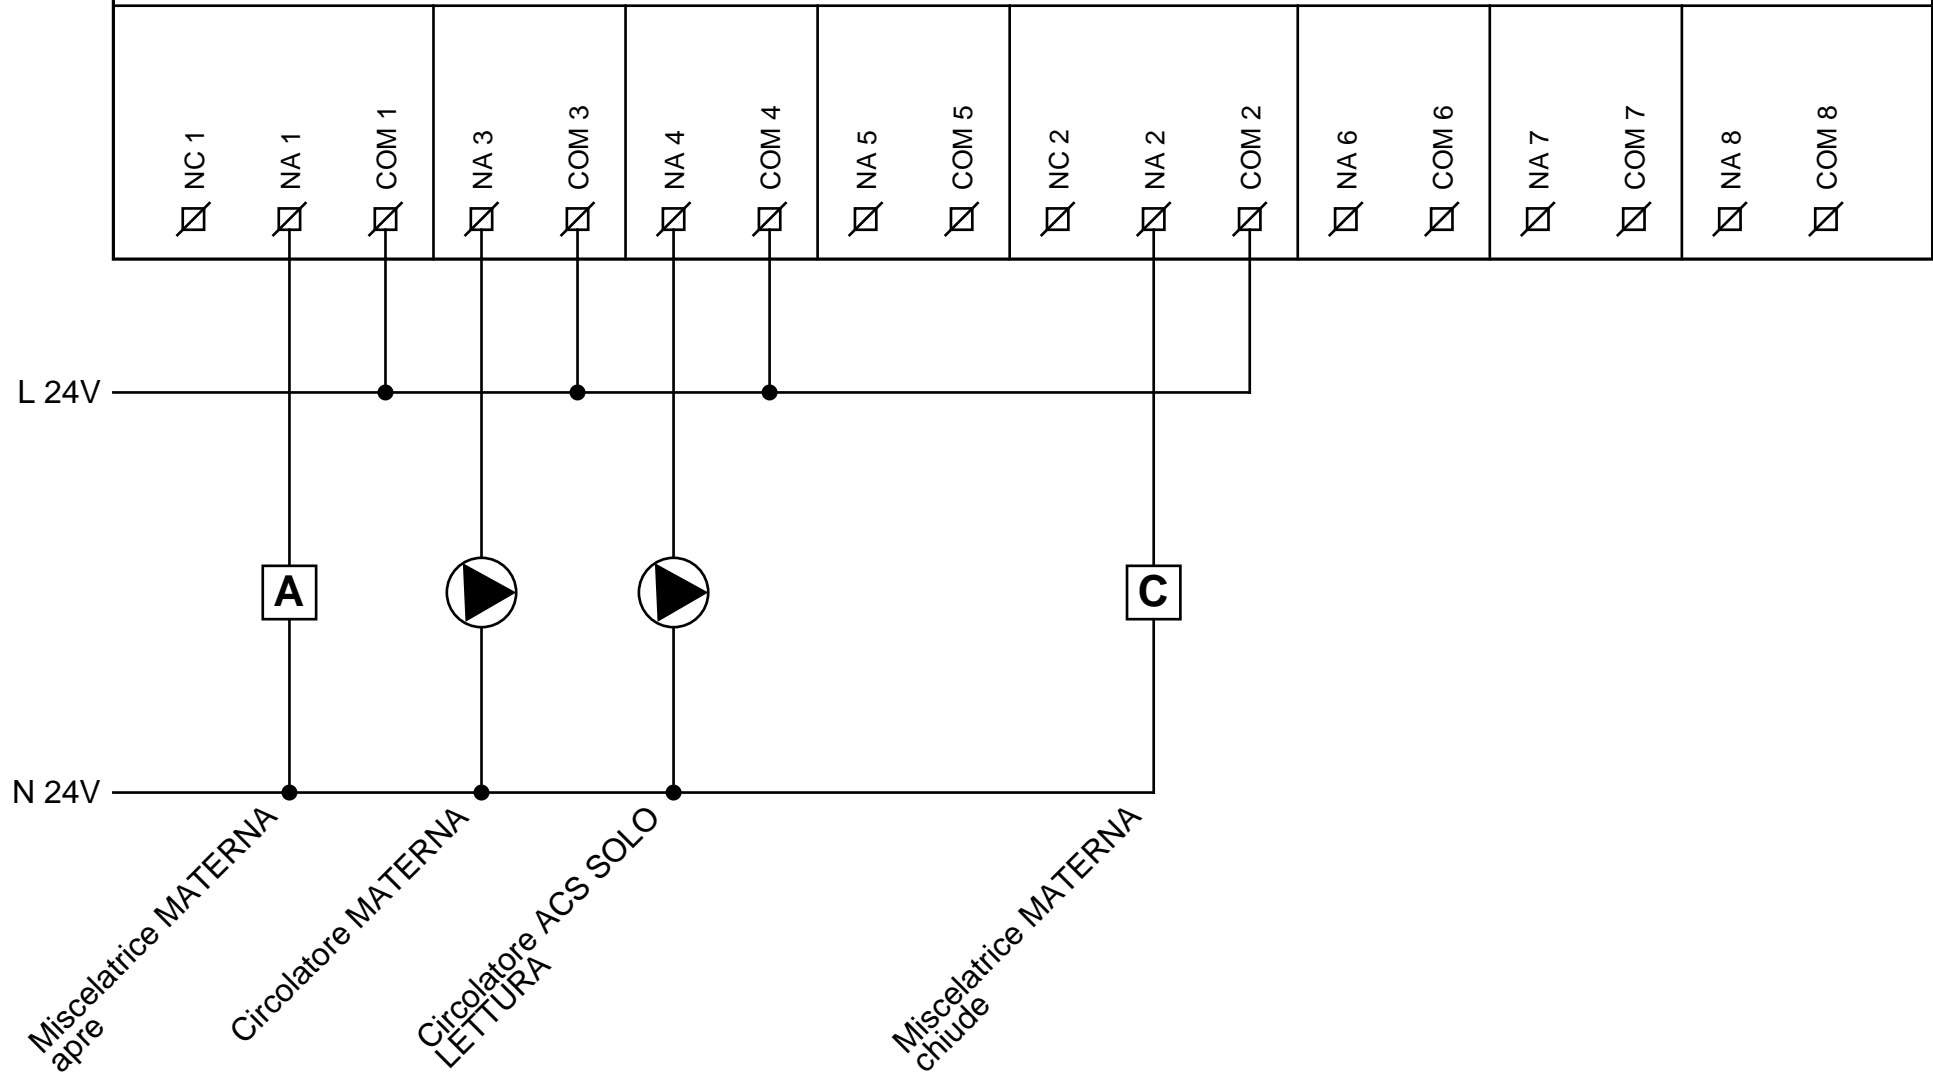 NC 1
NA 1
COM 1
NA 3
COM 3
NA 4
COM 4
NA 5
COM 5
NC 2
NA 2
COM 2
NA 6
COM 6
NA 7
COM 7
NA 8
COM 8
L 24V
A
C
N 24V
Miscelatrice MATERNA
apre
Circolatore MATERNA
Circolatore ACS SOLO
LETTURA
Miscelatrice MATERNA
chiude